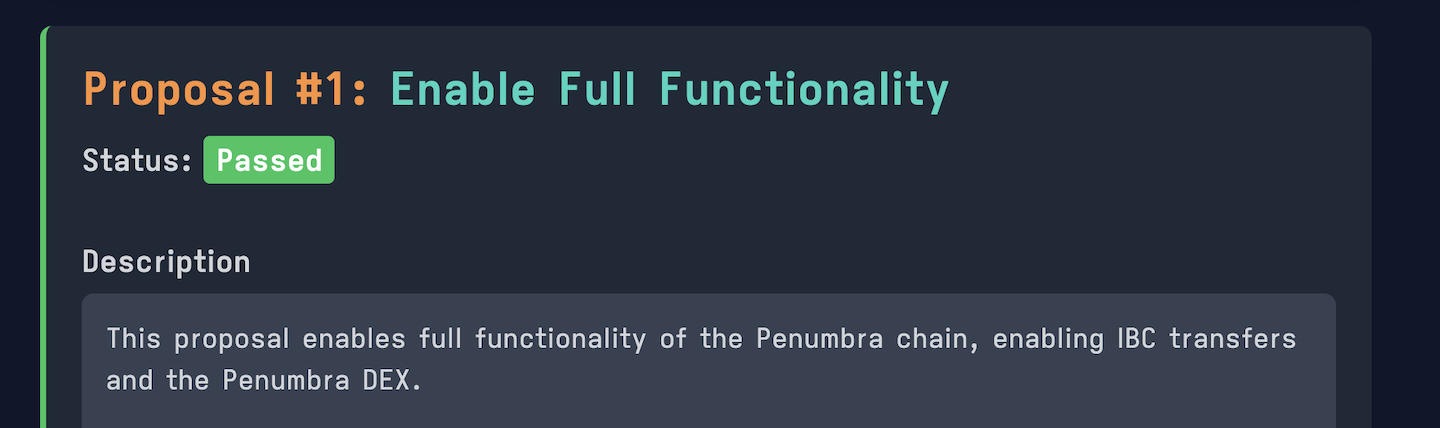 Proposal #1: Enable Full Functionality
Status: Passed
Description
This proposal enables full functionality of the Penumbra chain, enabling IBC transfers
and the Penumbra DEX.